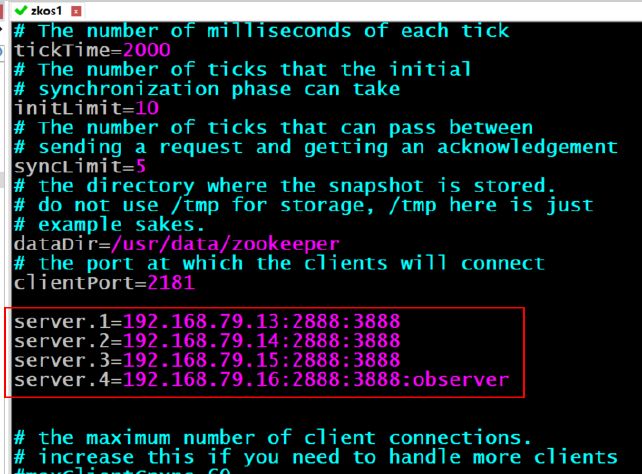 zkos1
# The number of milliseconds of each tick
tickTime=2000
# The number of ticks that the initial
# synchronization phase can take
initLimit=10
# The number of ticks that can pass between
# sending a request and getting an acknowledgement
syncLimit=5
# the directory where the snapshot is stored.
# do not use /tmp for storage, /tmp here is just
# example sakes.
dataDir=/usr/data/zookeeper
# the port at which the clients will connect
clientPort=2181
server.1=192.168.79.13:2888:3888
server.2=192.168.79.14:2888:3888
server.3=192.168.79.15:2888:3888
server.4=192.168.79.16:2888:3888:observer
# the maximum number of client connections.
# increase this if you need to handle more clients